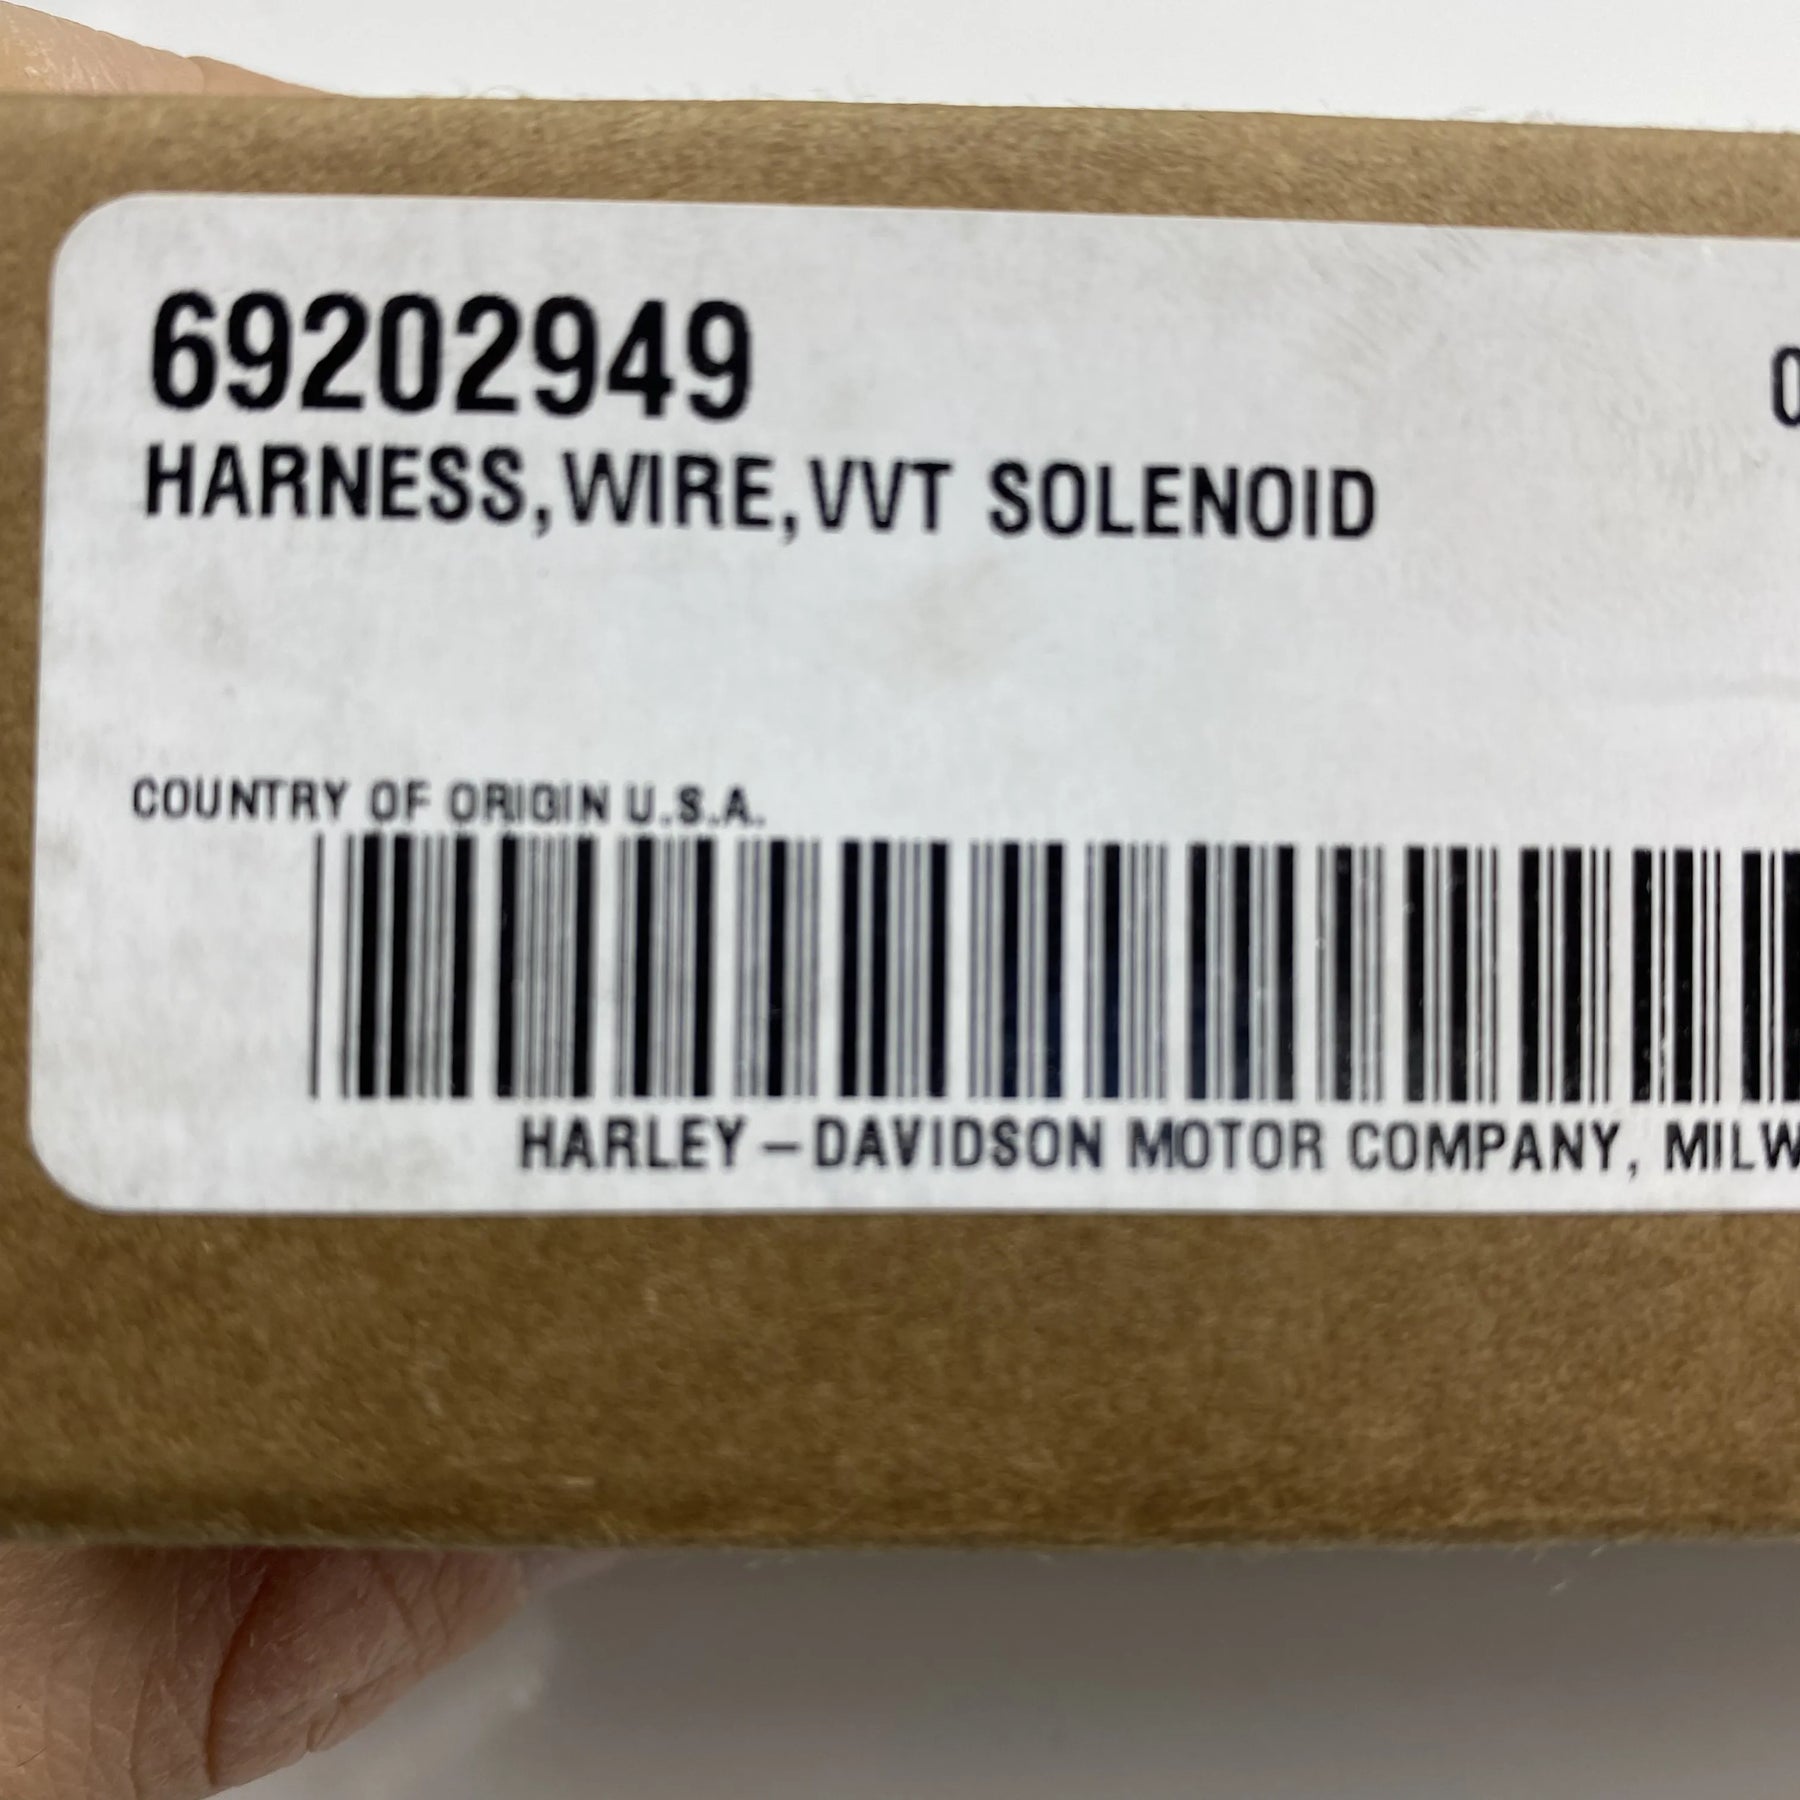 69202949
HARNESS,WIRE,VVT SOLENOID
COUNTRY OF ORIGIN U.S.A.
HARLEY-DAVIDSON MOTOR COMPANY,